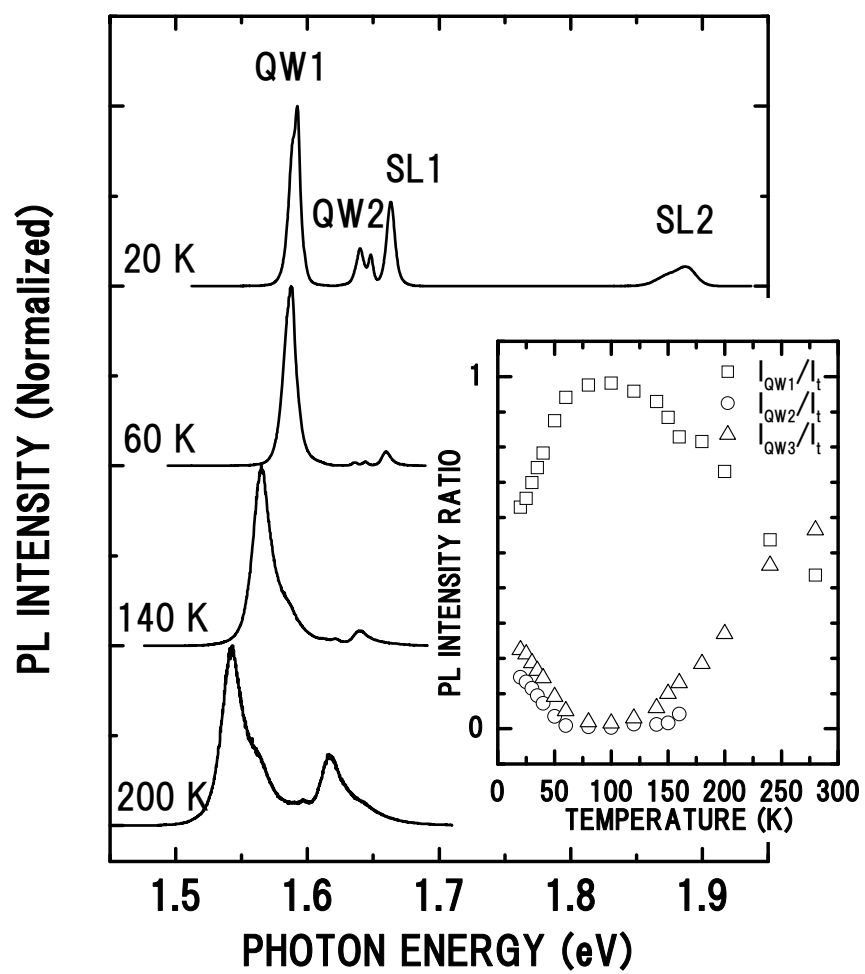 QW1
SL1
QW2
SL2
20 K
60 K
140 K
200 K
PL INTENSITY (Normalized)
1.5 1.6 1.7 1.8 1.9
PHOTON ENERGY (eV)
1
0
PL INTENSITY RATIO
I_QW1/I_t
I_QW2/I_t
I_QW3/I_t
0 50 100 150 200 250 300
TEMPERATURE (K)